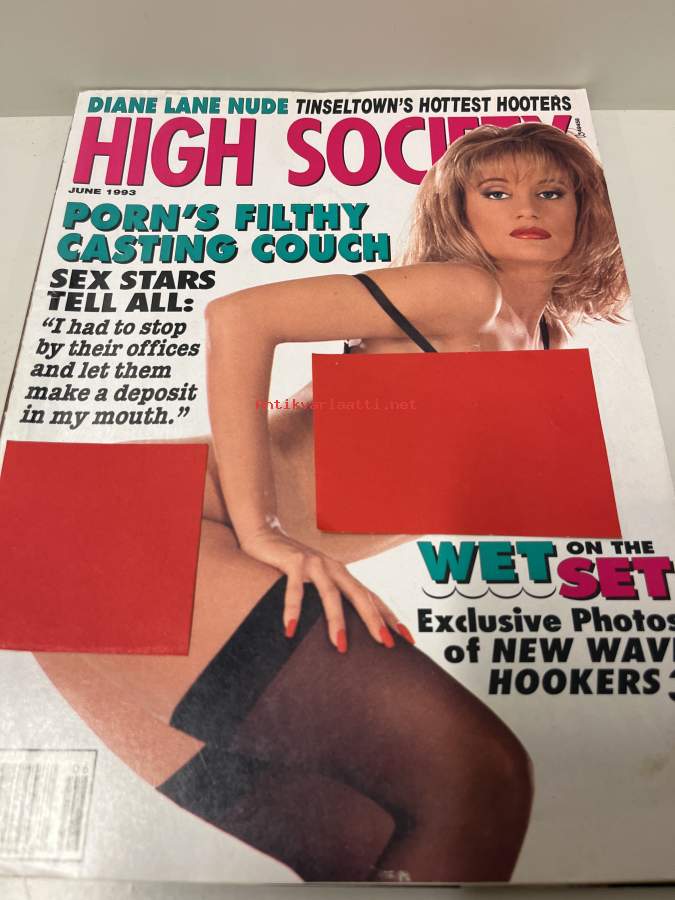 DIANE LANE NUDE TINSELTOWN'S HOTTEST HOOTERS
HIGH SOCIETY
JUNE 1993
PORN'S FILTHY
CASTING COUCH
SEX STARS
TELL ALL:
"I had to stop
by their offices
and let them
make a deposit
in my mouth."
antikvariaatti.net
WET ON THE
SET
Exclusive Photos
of NEW WAVE
HOOKERS 3
06